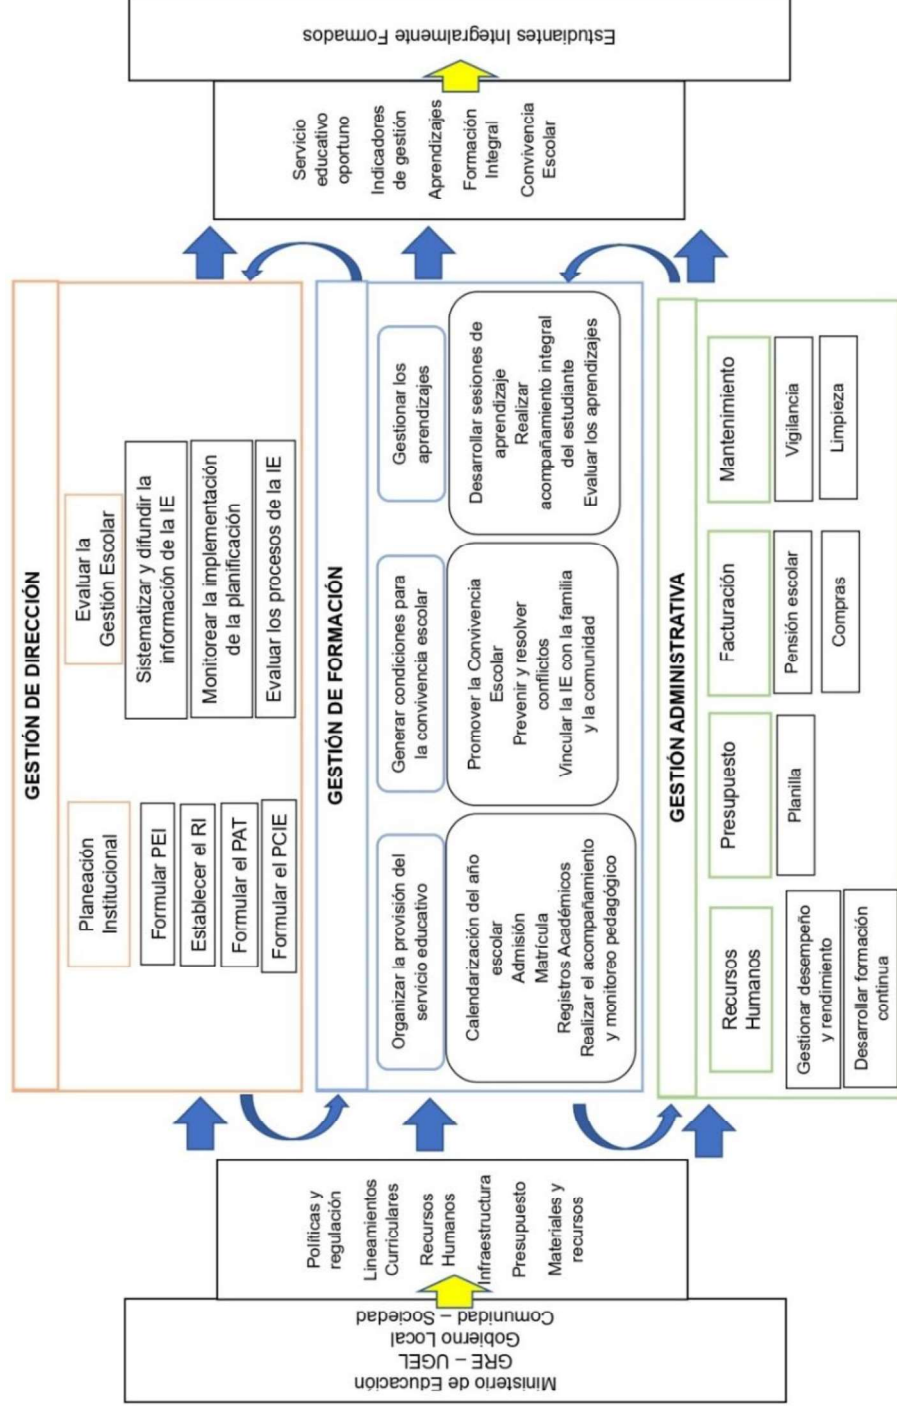 Ministerio de Educación
GRE – UGEL
Gobierno Local
Comunidad – Sociedad
Políticas y
regulación
Lineamientos
Curriculares
Recursos
Humanos
Infraestructura
Presupuesto
Materiales y
recursos
GESTIÓN DE DIRECCIÓN
Planeación
Institucional
Formular PEI
Establecer el RI
Formular el PAT
Formular el PCIE
Evaluar la
Gestión Escolar
Sistematizar y difundir la
información de la IE
Monitorear la implementación
de la planificación
Evaluar los procesos de la IE
GESTIÓN DE FORMACIÓN
Organizar la provisión del
servicio educativo
Calendarización del año
escolar
Admisión
Matrícula
Registros Académicos
Realizar el acompañamiento
y monitoreo pedagógico
Generar condiciones para
la convivencia escolar
Promover la Convivencia
Escolar
Prevenir y resolver
conflictos
Vincular la IE con la familia
y la comunidad
Gestionar los
aprendizajes
Desarrollar sesiones de
aprendizaje
Realizar
acompañamiento integral
del estudiante
Evaluar los aprendizajes
GESTIÓN ADMINISTRATIVA
Recursos
Humanos
Gestionar desempeño
y rendimiento
Desarrollar formación
continua
Presupuesto
Planilla
Facturación
Pensión escolar
Compras
Mantenimiento
Vigilancia
Limpieza
Servicio
educativo
oportuno
Indicadores
de gestión
Aprendizajes
Formación
Integral
Convivencia
Escolar
Estudiantes Integralmente Formados